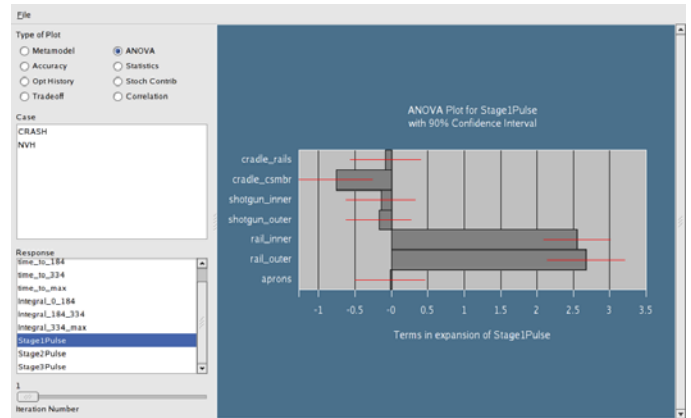 File
Type of Plot
Metamodel
ANOVA
Accuracy
Statistics
Opt History
Stoch Contrib
Tradeoff
Correlation
Case
CRASH
NVH
Response
time_to_184
time_to_334
time_to_max
Integral_0_184
Integral_184_334
Integral_334_max
Stage1Pulse
Stage2Pulse
Stage3Pulse
1
Iteration Number
ANOVA Plot for Stage1Pulse
with 90% Confidence Interval
cradle_rails
cradle_csmbr
shotgun_inner
shotgun_outer
rail_inner
rail_outer
aprons
-1 -0.5 -0 0.5 1 1.5 2 2.5 3 3.5
Terms in expansion of Stage1Pulse